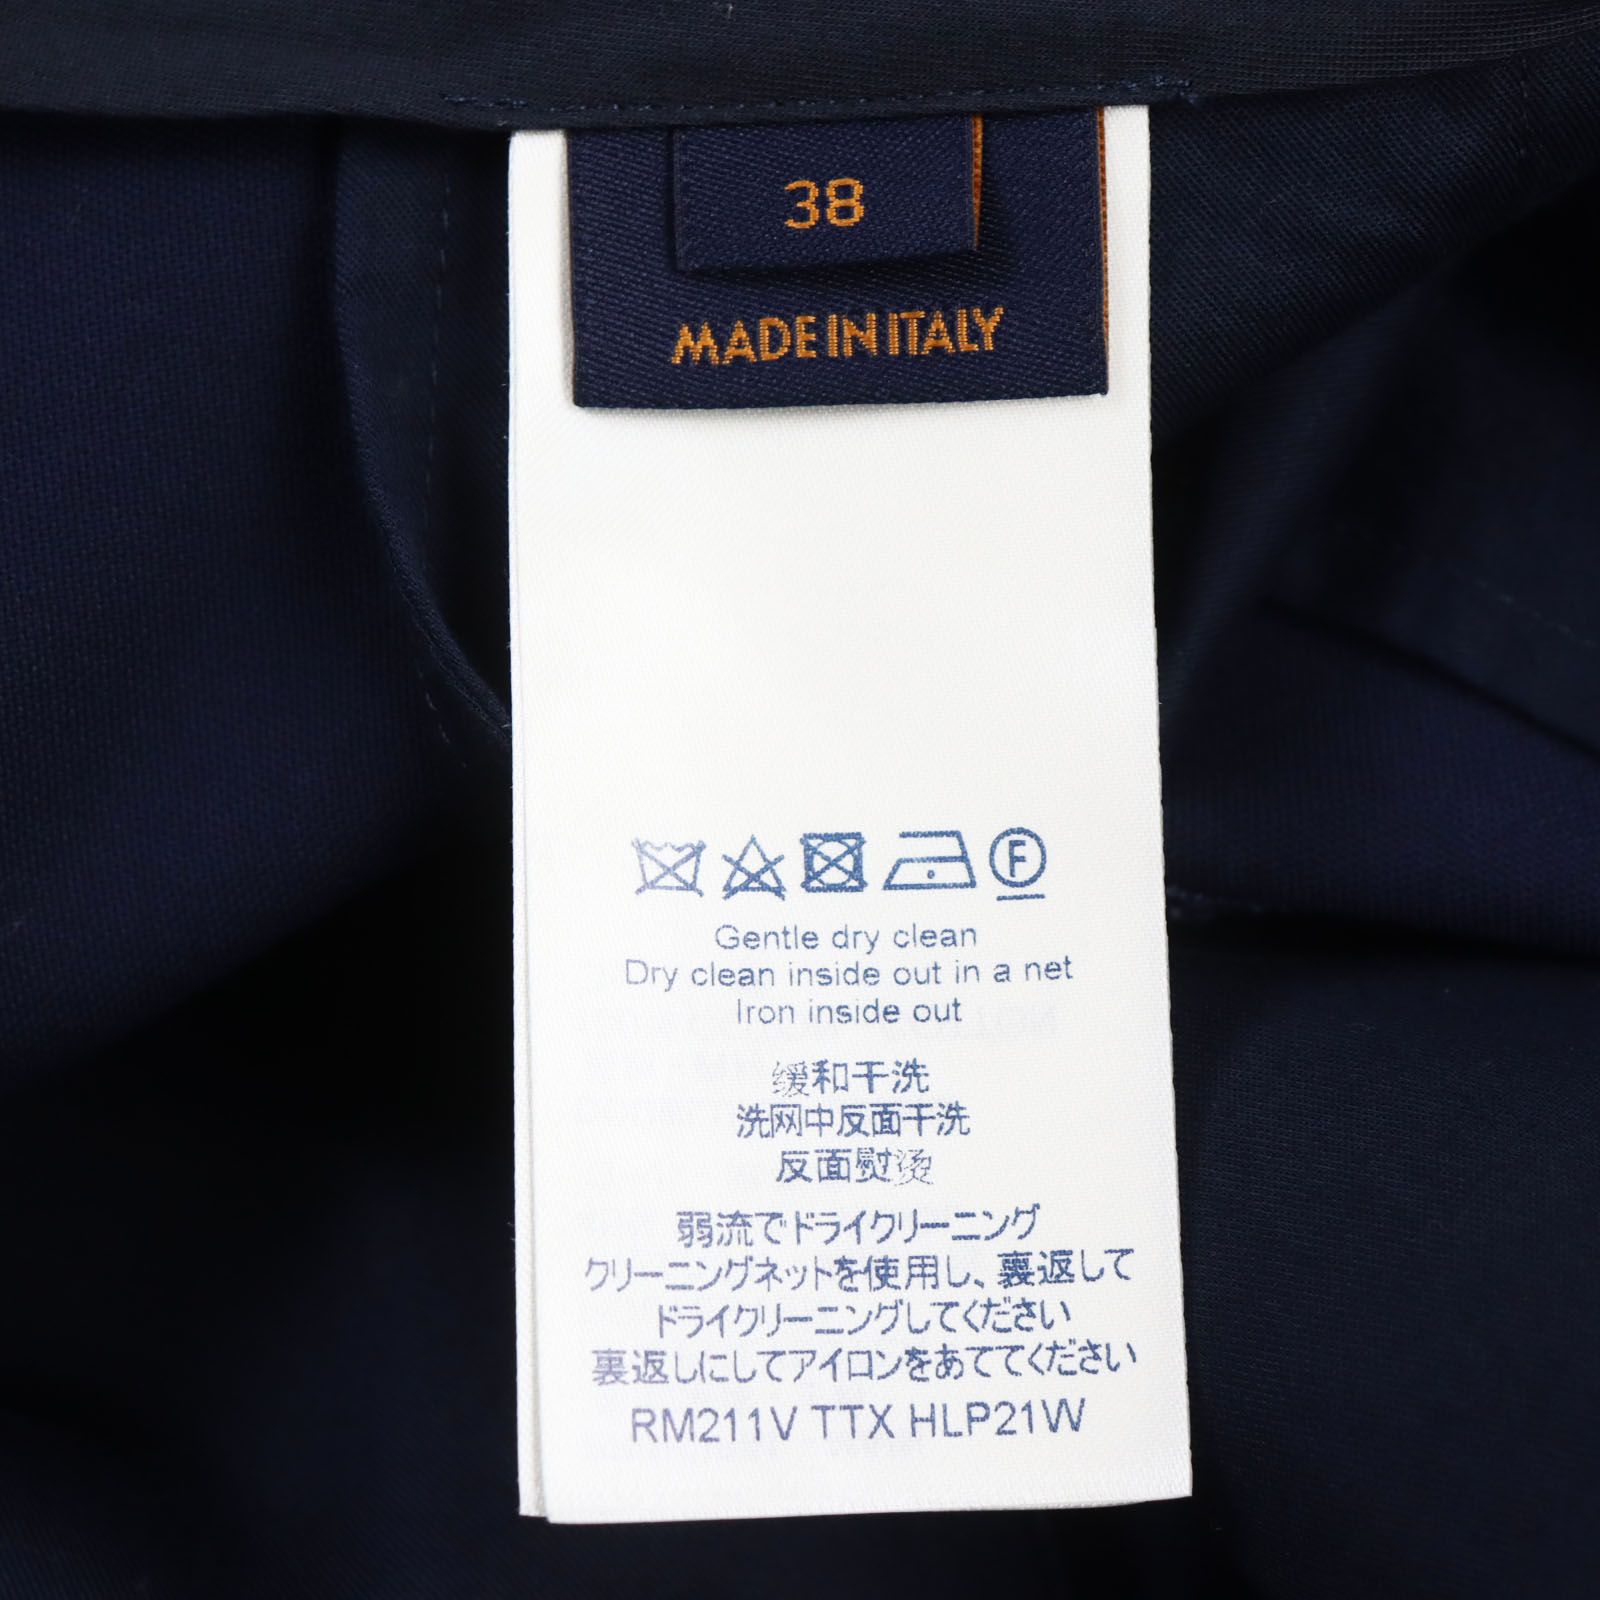 38
MADE IN ITALY
F
Gentle dry clean
Dry clean inside out in a net
Iron inside out
缓和干洗
洗网中反面干洗
反面熨烫
弱流でドライクリーニング
クリーニングネットを使用し、裏返して
ドライクリーニングしてください
裏返しにしてアイロンをあててください
RM211V TTX HLP21W